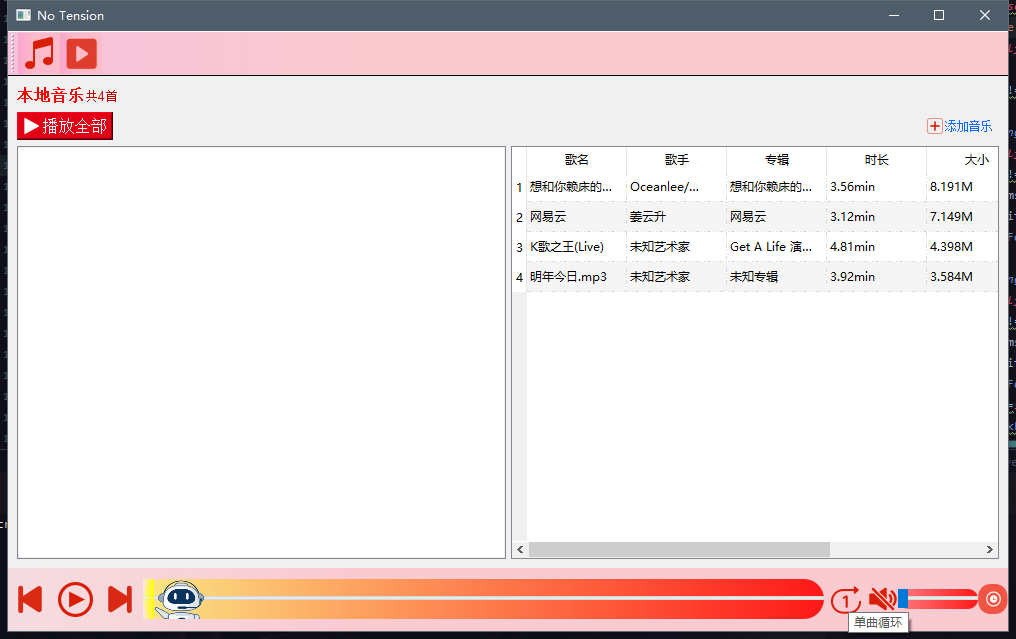 No Tension
本地音乐共4首
播放全部
添加音乐
歌名 歌手 专辑 时长 大小
1 想和你赖床的... Oceanlee/... 想和你赖床的... 3.56min 8.191M
2 网易云 姜云升 网易云 3.12min 7.149M
3 K歌之王(Live) 未知艺术家 Get A Life 演... 4.81min 4.398M
4 明年今日.mp3 未知艺术家 未知专辑 3.92min 3.584M
1
单曲循环